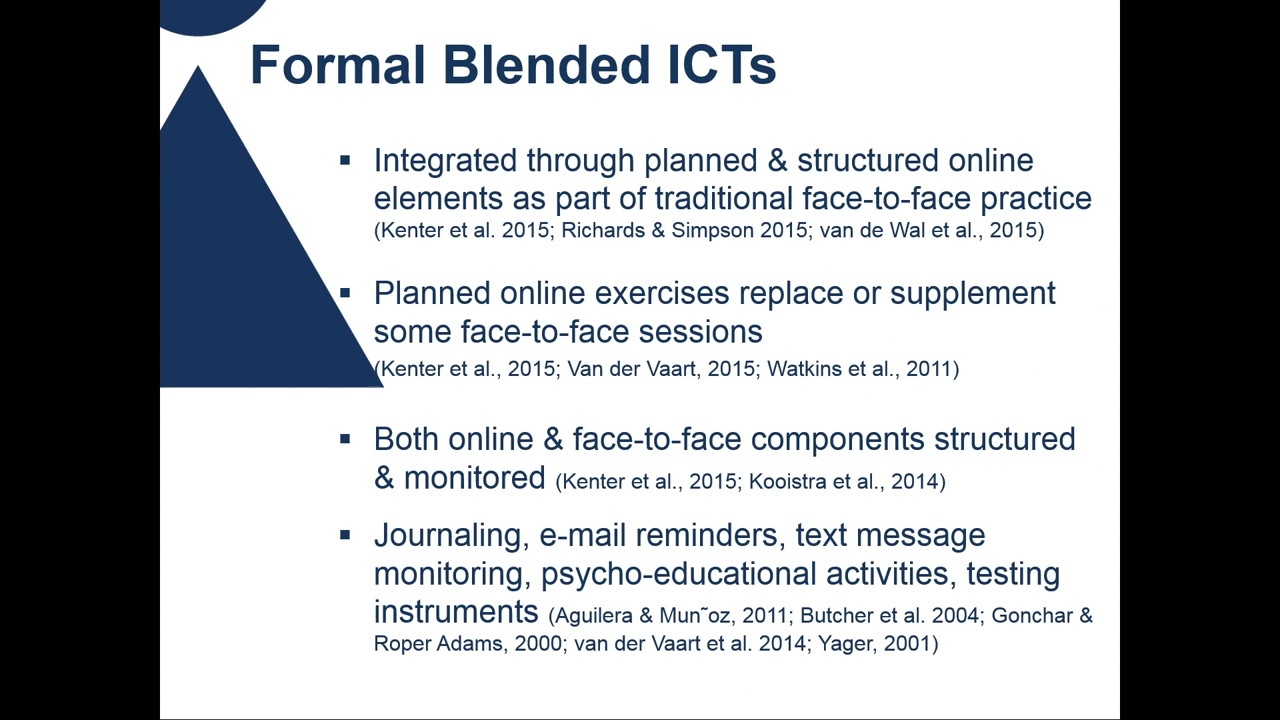 Formal Blended ICTs
▪ Integrated through planned & structured online
elements as part of traditional face-to-face practice
(Kenter et al. 2015; Richards & Simpson 2015; van de Wal et al., 2015)
▪ Planned online exercises replace or supplement
some face-to-face sessions
(Kenter et al., 2015; Van der Vaart, 2015; Watkins et al., 2011)
▪ Both online & face-to-face components structured
& monitored (Kenter et al., 2015; Kooistra et al., 2014)
▪ Journaling, e-mail reminders, text message
monitoring, psycho-educational activities, testing
instruments (Aguilera & Mun˜oz, 2011; Butcher et al. 2004; Gonchar &
Roper Adams, 2000; van der Vaart et al. 2014; Yager, 2001)